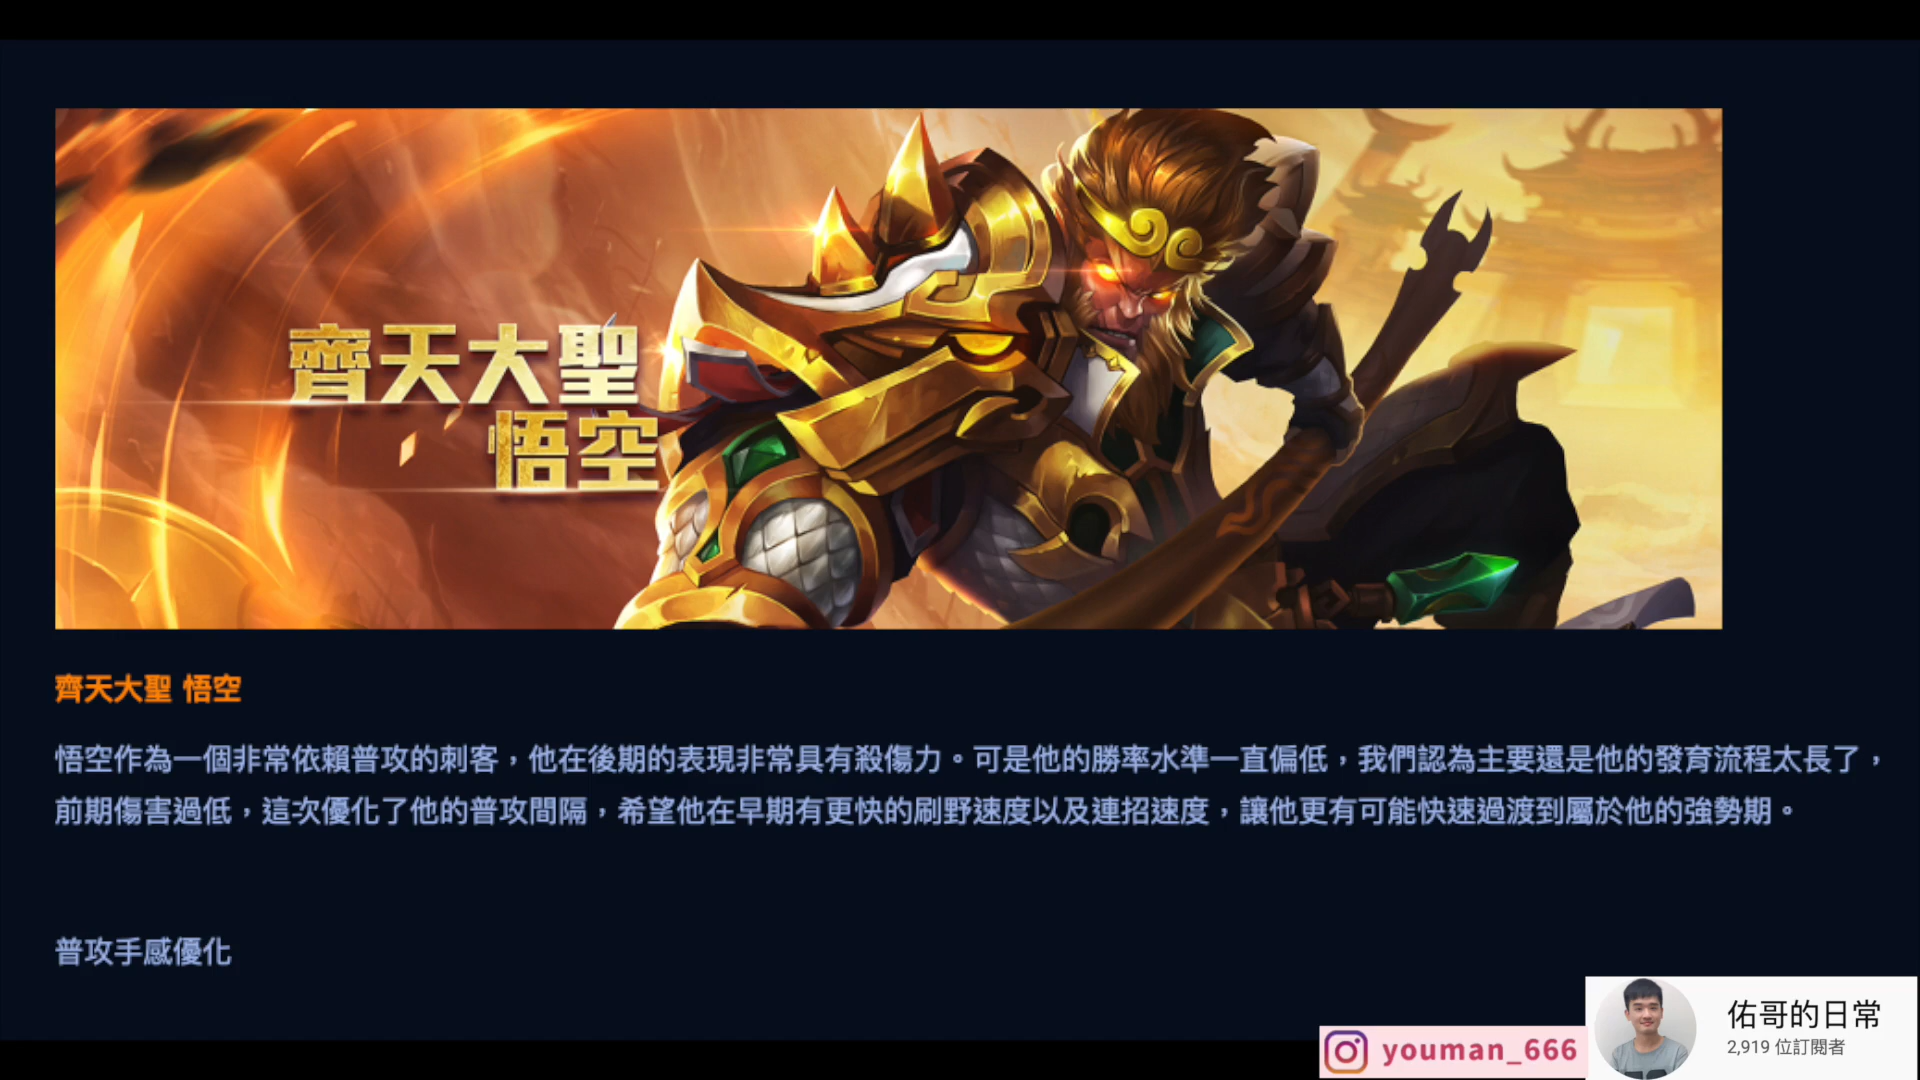 齊天大聖
悟空
齊天大聖 悟空
悟空作為一個非常依賴普攻的刺客，他在後期的表現非常具有殺傷力。可是他的勝率水準一直偏低，我們認為主要還是他的發育流程太長了，
前期傷害過低，這次優化了他的普攻間隔，希望他在早期有更快的刷野速度以及連招速度，讓他更有可能快速過渡到屬於他的強勢期。
普攻手感優化
佑哥的日常
2,919 位訂閱者
youman_666